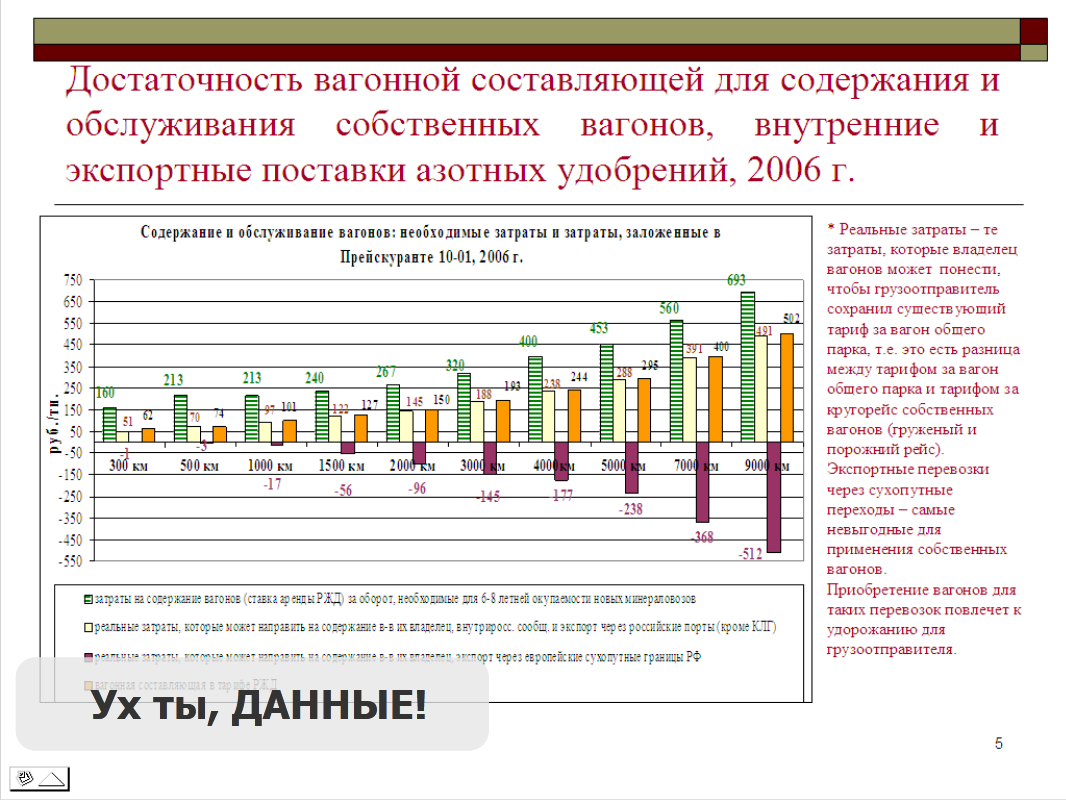 Достаточность вагонной составляющей для содержания и
обслуживания собственных вагонов, внутренние и
экспортные поставки азотных удобрений, 2006 г.
Содержание и обслуживание вагонов: необходимые затраты и затраты, заложенные в
Прейскуранте 10-01, 2006 г.
руб./тн.
750
650
550
450
350
250
150
50
-50
-150
-250
-350
-450
-550
160 51 -1 62
213 70 -3 74
213 97 -17 101
240 122 -56 127
267 145 -96 150
320 188 -145 193
400 238 -177 244
453 288 -238 295
560 391 -368 400
693 491 -512 502
300 км 500 км 1000 км 1500 км 2000 км 3000 км 4000 км 5000 км 7000 км 9000 км
затраты на содержание вагонов (ставка аренды РЖД) за оборот, необходимые для 6-8 летней окупаемости новых минераловозов
реальные затраты, которые может направить на содержание в-в их владелец, внутриросс. сообщ. и экспорт через российские порты (кроме КЛГ)
реальные затраты, которые может направить на содержание в-в их владелец, экспорт через европейские сухопутные границы РФ
вагонная составляющая в тарифе РЖД
* Реальные затраты – те
затраты, которые владелец
вагонов может понести,
чтобы грузоотправитель
сохранил существующий
тариф за вагон общего
парка, т.е. это есть разница
между тарифом за вагон
общего парка и тарифом за
кругорейс собственных
вагонов (груженый и
порожний рейс).
Экспортные перевозки
через сухопутные
переходы – самые
невыгодные для
применения собственных
вагонов.
Приобретение вагонов для
таких перевозок повлечет к
удорожанию для
грузоотправителя.
Ух ты, ДАННЫЕ!
5